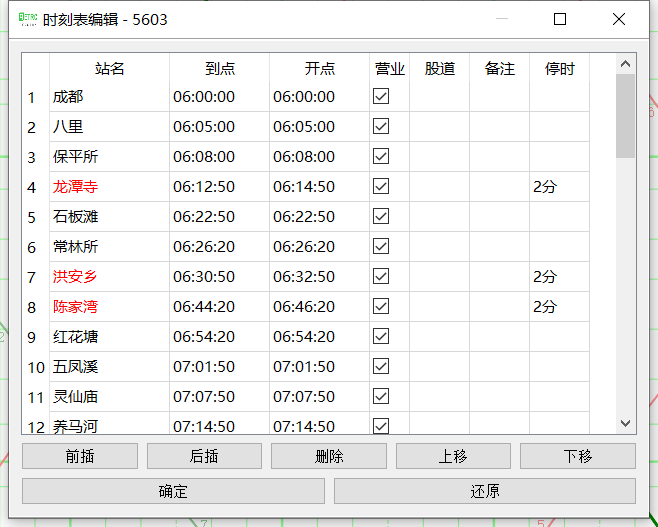 时刻表编辑 - 5603
站名 到点 开点 营业 股道 备注 停时
1 成都 06:00:00 06:00:00
2 八里 06:05:00 06:05:00
3 保平所 06:08:00 06:08:00
4 龙潭寺 06:12:50 06:14:50 2分
5 石板滩 06:22:50 06:22:50
6 常林所 06:26:20 06:26:20
7 洪安乡 06:30:50 06:32:50 2分
8 陈家湾 06:44:20 06:46:20 2分
9 红花塘 06:54:20 06:54:20
10 五凤溪 07:01:50 07:01:50
11 灵仙庙 07:07:50 07:07:50
12 养马河 07:14:50 07:14:50
前插 后插 删除 上移 下移
确定 还原